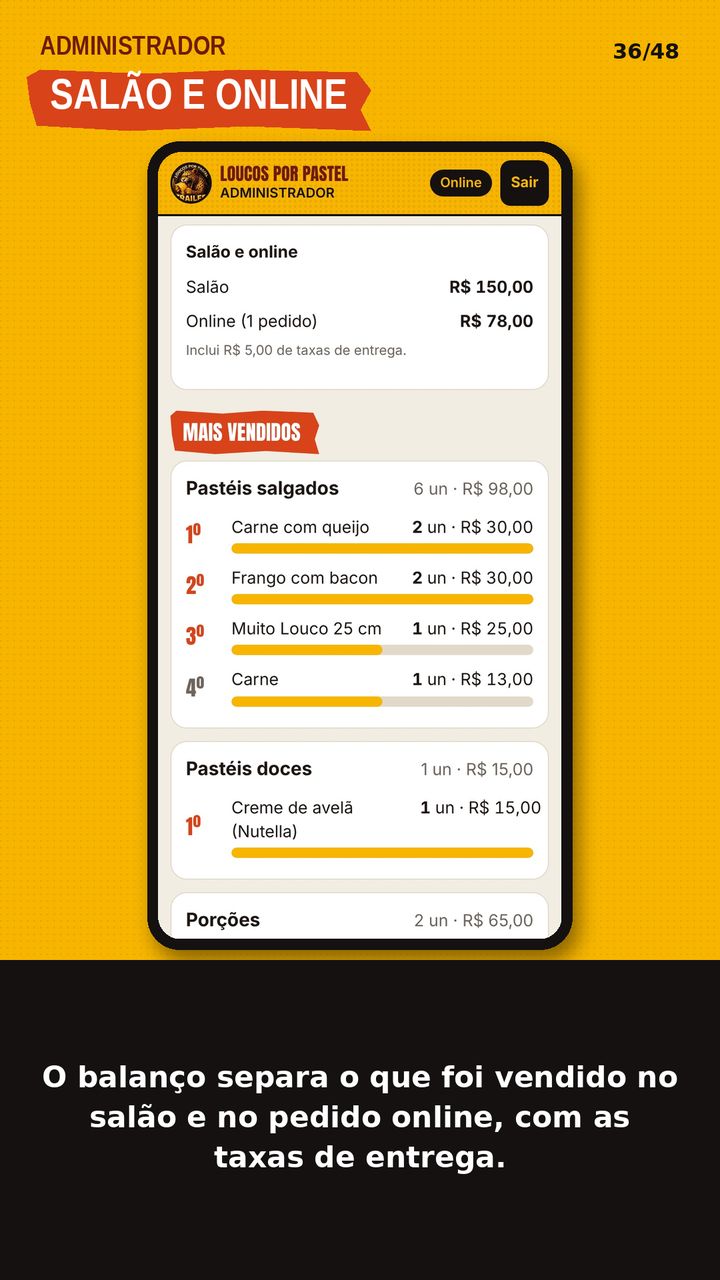 ADMINISTRADOR
36/48
SALÃO E ONLINE
LOUCOS POR PASTEL
ADMINISTRADOR
Online
Sair
Salão e online
Salão R$ 150,00
Online (1 pedido) R$ 78,00
Inclui R$ 5,00 de taxas de entrega.
MAIS VENDIDOS
Pastéis salgados 6 un · R$ 98,00
1º Carne com queijo 2 un · R$ 30,00
2º Frango com bacon 2 un · R$ 30,00
3º Muito Louco 25 cm 1 un · R$ 25,00
4º Carne 1 un · R$ 13,00
Pastéis doces 1 un · R$ 15,00
1º Creme de avelã 1 un · R$ 15,00
(Nutella)
Porções 2 un · R$ 65,00
O balanço separa o que foi vendido no
salão e no pedido online, com as
taxas de entrega.